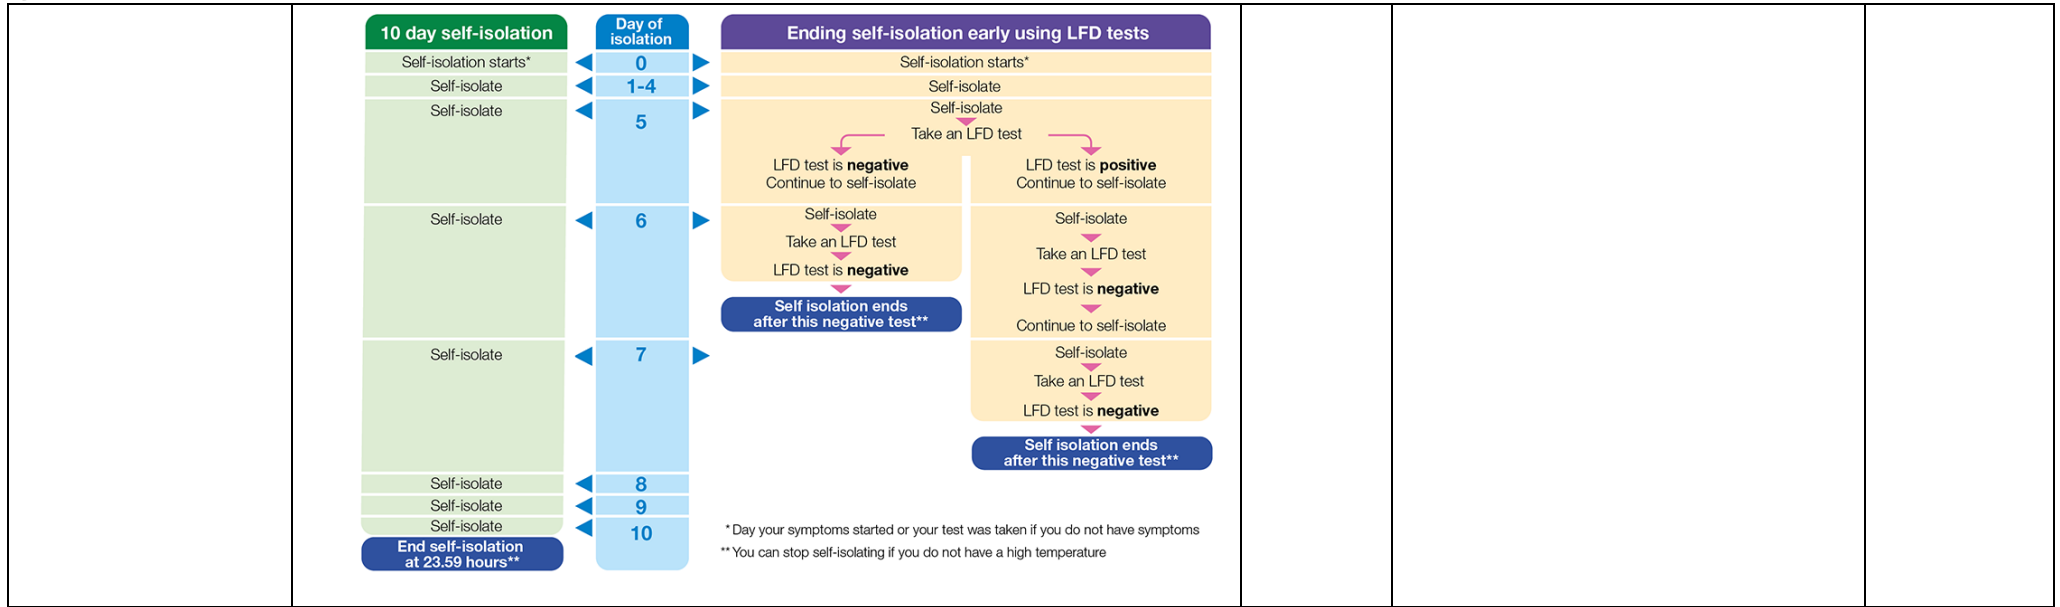 10 day self-isolation
Day of
isolation
Ending self-isolation early using LFD tests
Self-isolation starts*
0
Self-isolation starts*
Self-isolate
1-4
Self-isolate
Self-isolate
5
Self-isolate
Take an LFD test
LFD test is negative
Continue to self-isolate
LFD test is positive
Continue to self-isolate
Self-isolate
6
Self-isolate
Take an LFD test
LFD test is negative
Self isolation ends
after this negative test**
Self-isolate
Take an LFD test
LFD test is negative
Continue to self-isolate
Self-isolate
7
Self-isolate
Take an LFD test
LFD test is negative
Self isolation ends
after this negative test**
Self-isolate
8
Self-isolate
9
Self-isolate
10
End self-isolation
at 23.59 hours**
* Day your symptoms started or your test was taken if you do not have symptoms
** You can stop self-isolating if you do not have a high temperature